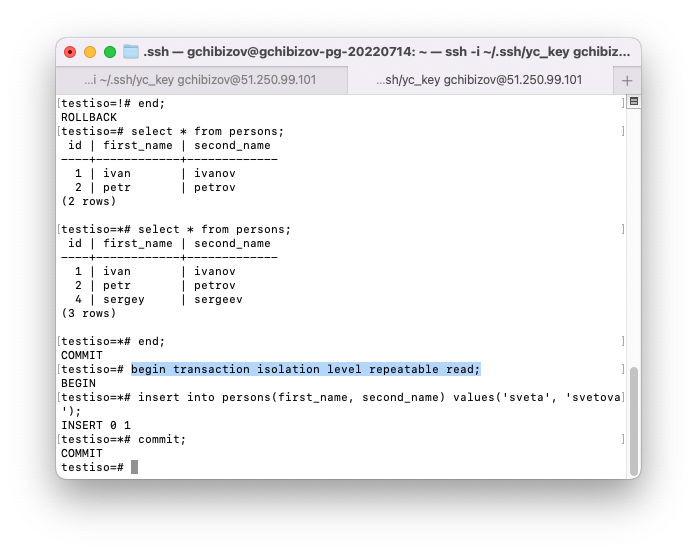 .ssh — gchibizov@gchibizov-pg-20220714: ~ — ssh -i ~/.ssh/yc_key gchibiz...
...i ~/.ssh/yc_key gchibizov@51.250.99.101
...sh/yc_key gchibizov@51.250.99.101
+
[testiso=!# end; ]
ROLLBACK
[testiso=# select * from persons; ]
 id | first_name | second_name
----+------------+-------------
  1 | ivan       | ivanov
  2 | petr       | petrov
(2 rows)

[testiso=*# select * from persons; ]
 id | first_name | second_name
----+------------+-------------
  1 | ivan       | ivanov
  2 | petr       | petrov
  4 | sergey     | sergeev
(3 rows)

[testiso=*# end; ]
COMMIT
[testiso=# begin transaction isolation level repeatable read; ]
BEGIN
[testiso=*# insert into persons(first_name, second_name) values('sveta', 'svetova]
');
INSERT 0 1
[testiso=*# commit; ]
COMMIT
testiso=#